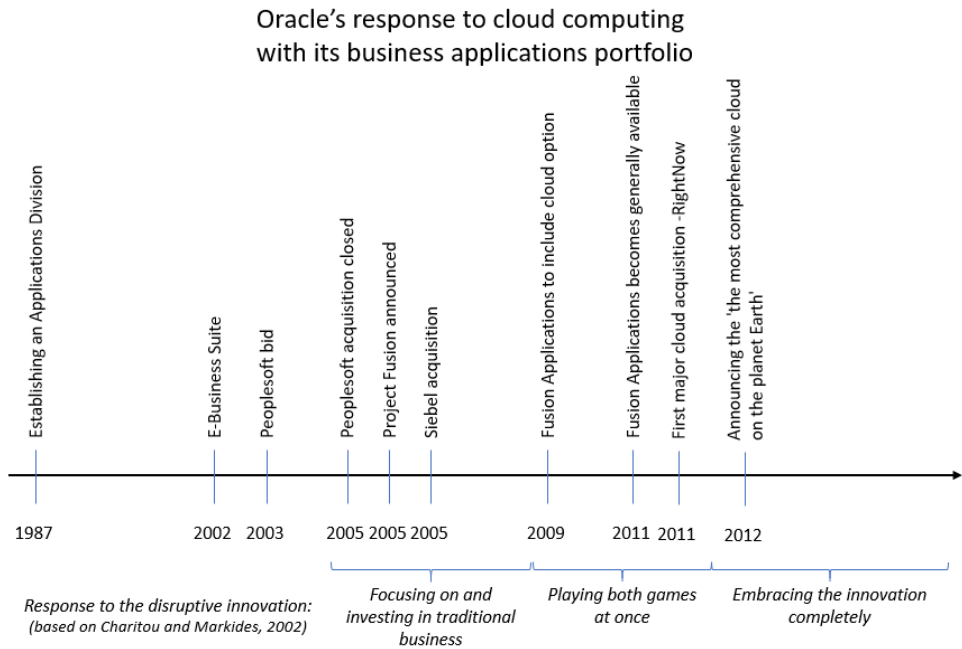 Oracle’s response to cloud computing
with its business applications portfolio
Establishing an Applications Division
E-Business Suite
Peoplesoft bid
Peoplesoft acquisition closed
Project Fusion announced
Siebel acquisition
Fusion Applications to include cloud option
Fusion Applications becomes generally available
First major cloud acquisition -RightNow
Announcing the 'the most comprehensive cloud
on the planet Earth'
1987 2002 2003 2005 2005 2005 2009 2011 2011 2012
Response to the disruptive innovation:
(based on Charitou and Markides, 2002)
Focusing on and
investing in traditional
business
Playing both games
at once
Embracing the innovation
completely